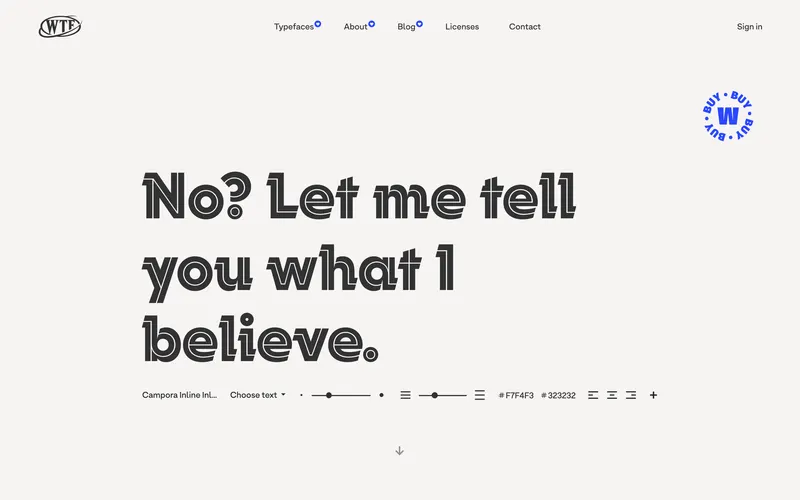 WTF
Typefaces
About
Blog
Licenses
Contact
Sign in
BUY • BUY • BUY • BUY •
W
No? Let me tell
you what I
believe.
Campora Inline Inl...
Choose text
#F7F4F3
#323232